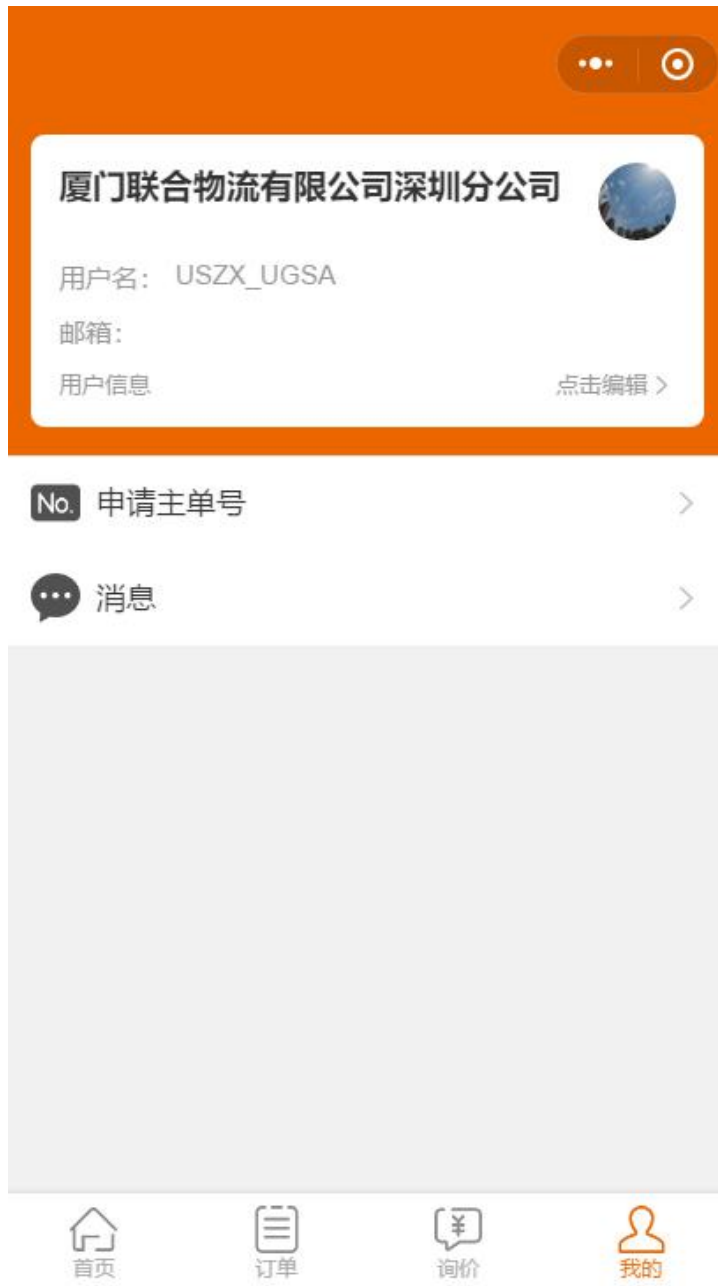 厦门联合物流有限公司深圳分公司
用户名： USZX_UGSA
邮箱：
用户信息 点击编辑 >
No. 申请主单号 >
消息 >
首页 订单 询价 我的